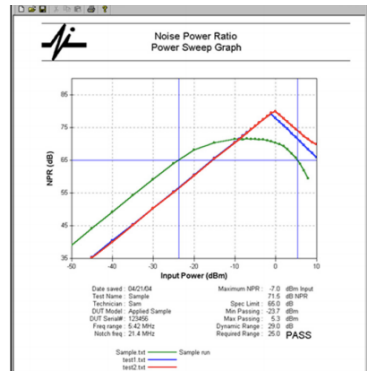 Noise Power Ratio
Power Sweep Graph
NPR (dB)
85
75
65
55
45
35
-50 -40 -30 -20 -10 0 10
Input Power (dBm)
Date saved : 04/21/04
Test Name : Sample
Technician : Sam
DUT Model : Applied Sample
DUT Serial# : 123456
Freq range : 5.42 MHz
Notch freq : 21.4 MHz
Maximum NPR : -7.0 dBm Input
71.5 dB NPR
Spec Limit : 65.0 dB
Min Passing : -23.7 dBm
Max Passing : 5.3 dBm
Dynamic Range : 29.0 dB
Required Range : 25.0 PASS
Sample.txt Sample run
test1.txt
test2.txt